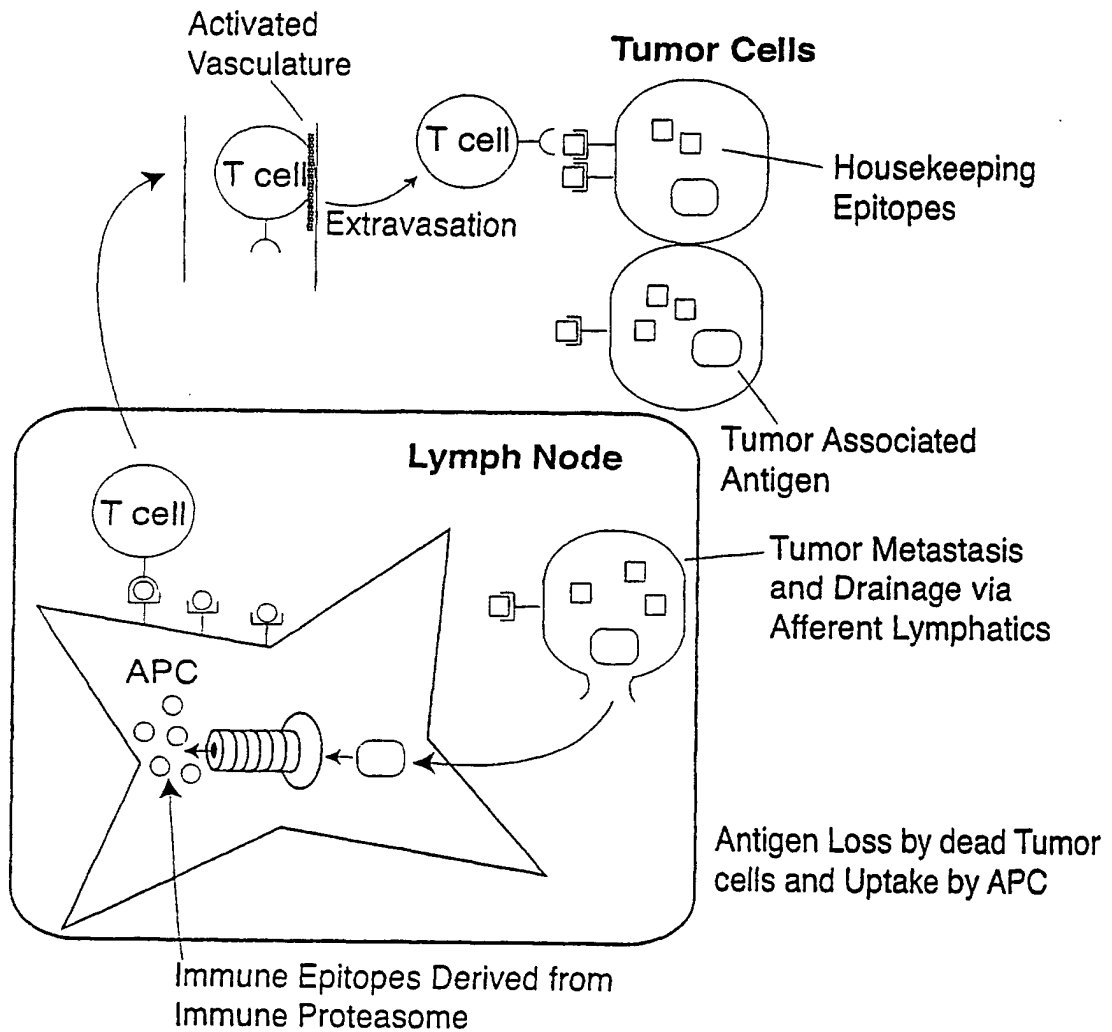 Activated
Vasculature
Tumor Cells
T cell
T cell
Housekeeping
Epitopes
Extravasation
Tumor Associated
Antigen
Lymph Node
T cell
Tumor Metastasis
and Drainage via
Afferent Lymphatics
APC
Antigen Loss by dead Tumor
cells and Uptake by APC
Immune Epitopes Derived from
Immune Proteasome